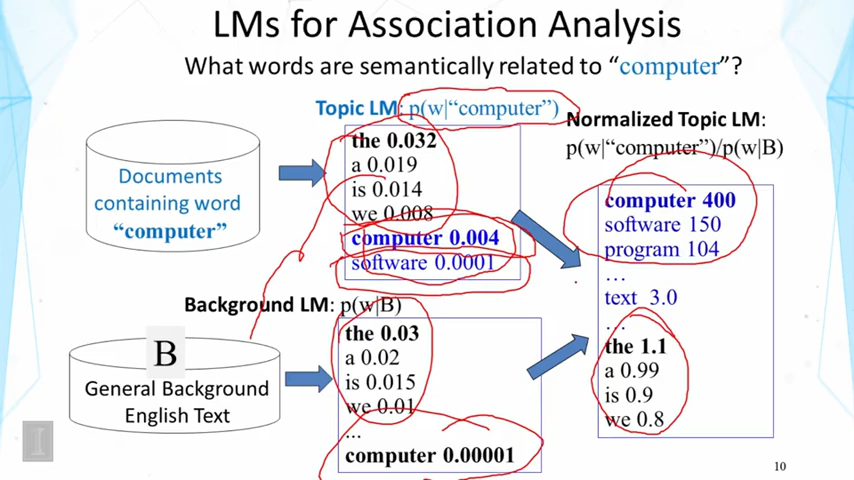 LMs for Association Analysis
What words are semantically related to “computer”?
Topic LM: p(w|“computer”)
Normalized Topic LM:
p(w|“computer”)/p(w|B)
Documents
containing word
“computer”
the 0.032
a 0.019
is 0.014
we 0.008
computer 0.004
software 0.0001
computer 400
software 150
program 104
…
text 3.0
…
the 1.1
a 0.99
is 0.9
we 0.8
Background LM: p(w|B)
B
General Background
English Text
the 0.03
a 0.02
is 0.015
we 0.01
...
computer 0.00001
I
10